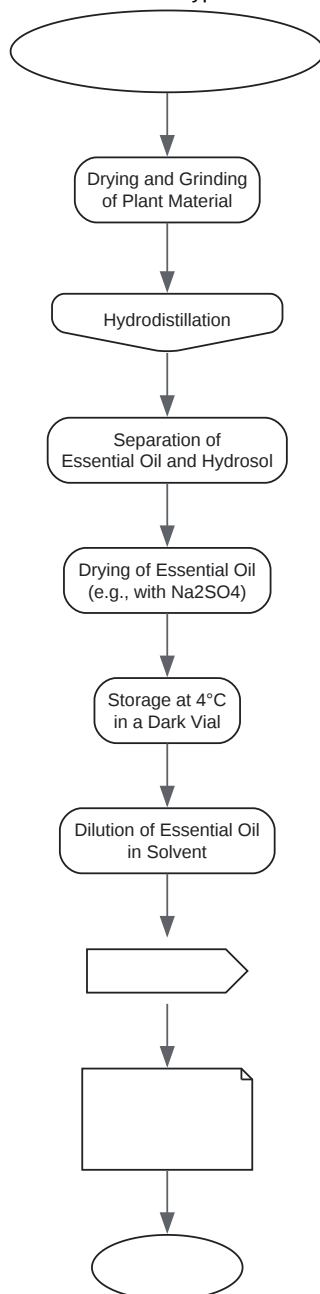 Drying and Grinding
of Plant Material
Hydrodistillation
Separation of
Essential Oil and Hydrosol
Drying of Essential Oil
(e.g., with Na2SO4)
Storage at 4°C
in a Dark Vial
Dilution of Essential Oil
in Solvent